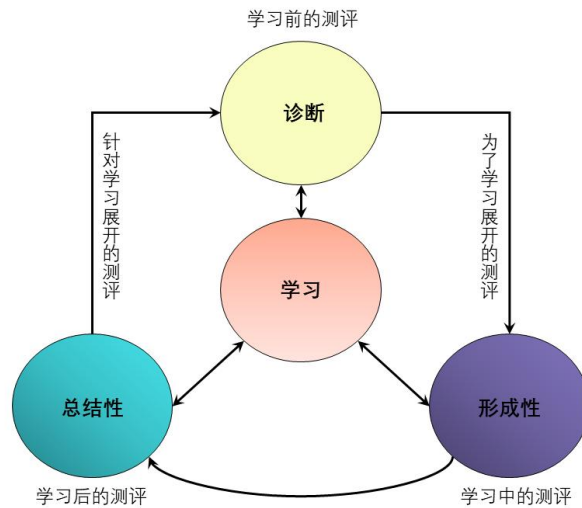 学习前的测评
诊断
针对学习展开的测评
为了学习展开的测评
学习
总结性
形成性
学习后的测评
学习中的测评